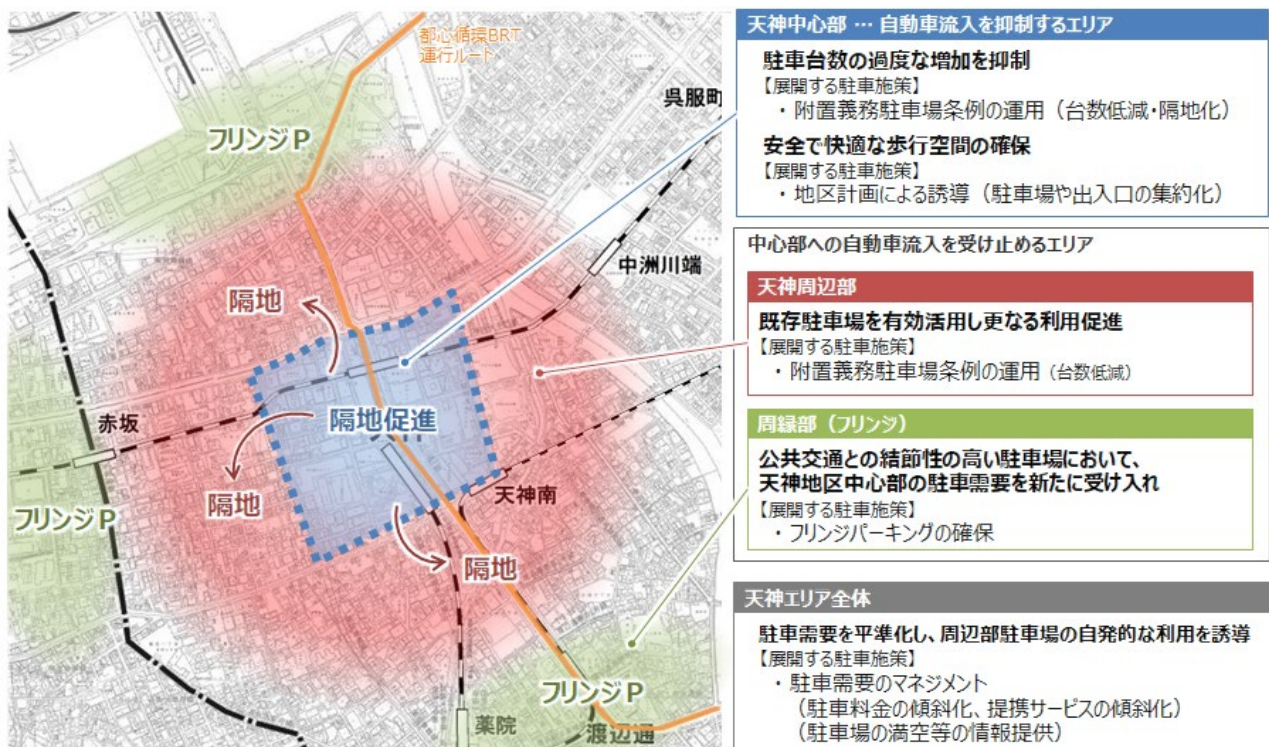 都心循環BRT
運行ルート
呉服町
フリンジP
中洲川端
隔地
赤坂
隔地促進
隔地
天神南
フリンジP
隔地
フリンジP
薬院
渡辺通
天神中心部 … 自動車流入を抑制するエリア
駐車台数の過度な増加を抑制
【展開する駐車施策】
・附置義務駐車場条例の運用（台数低減・隔地化）
安全で快適な歩行空間の確保
【展開する駐車施策】
・地区計画による誘導（駐車場や出入口の集約化）
中心部への自動車流入を受け止めるエリア
天神周辺部
既存駐車場を有効活用し更なる利用促進
【展開する駐車施策】
・附置義務駐車場条例の運用（台数低減）
周縁部（フリンジ）
公共交通との結節性の高い駐車場において、
天神地区中心部の駐車需要を新たに受け入れ
【展開する駐車施策】
・フリンジパーキングの確保
天神エリア全体
駐車需要を平準化し、周辺部駐車場の自発的な利用を誘導
【展開する駐車施策】
・駐車需要のマネジメント
（駐車料金の傾斜化、提携サービスの傾斜化）
（駐車場の満空等の情報提供）